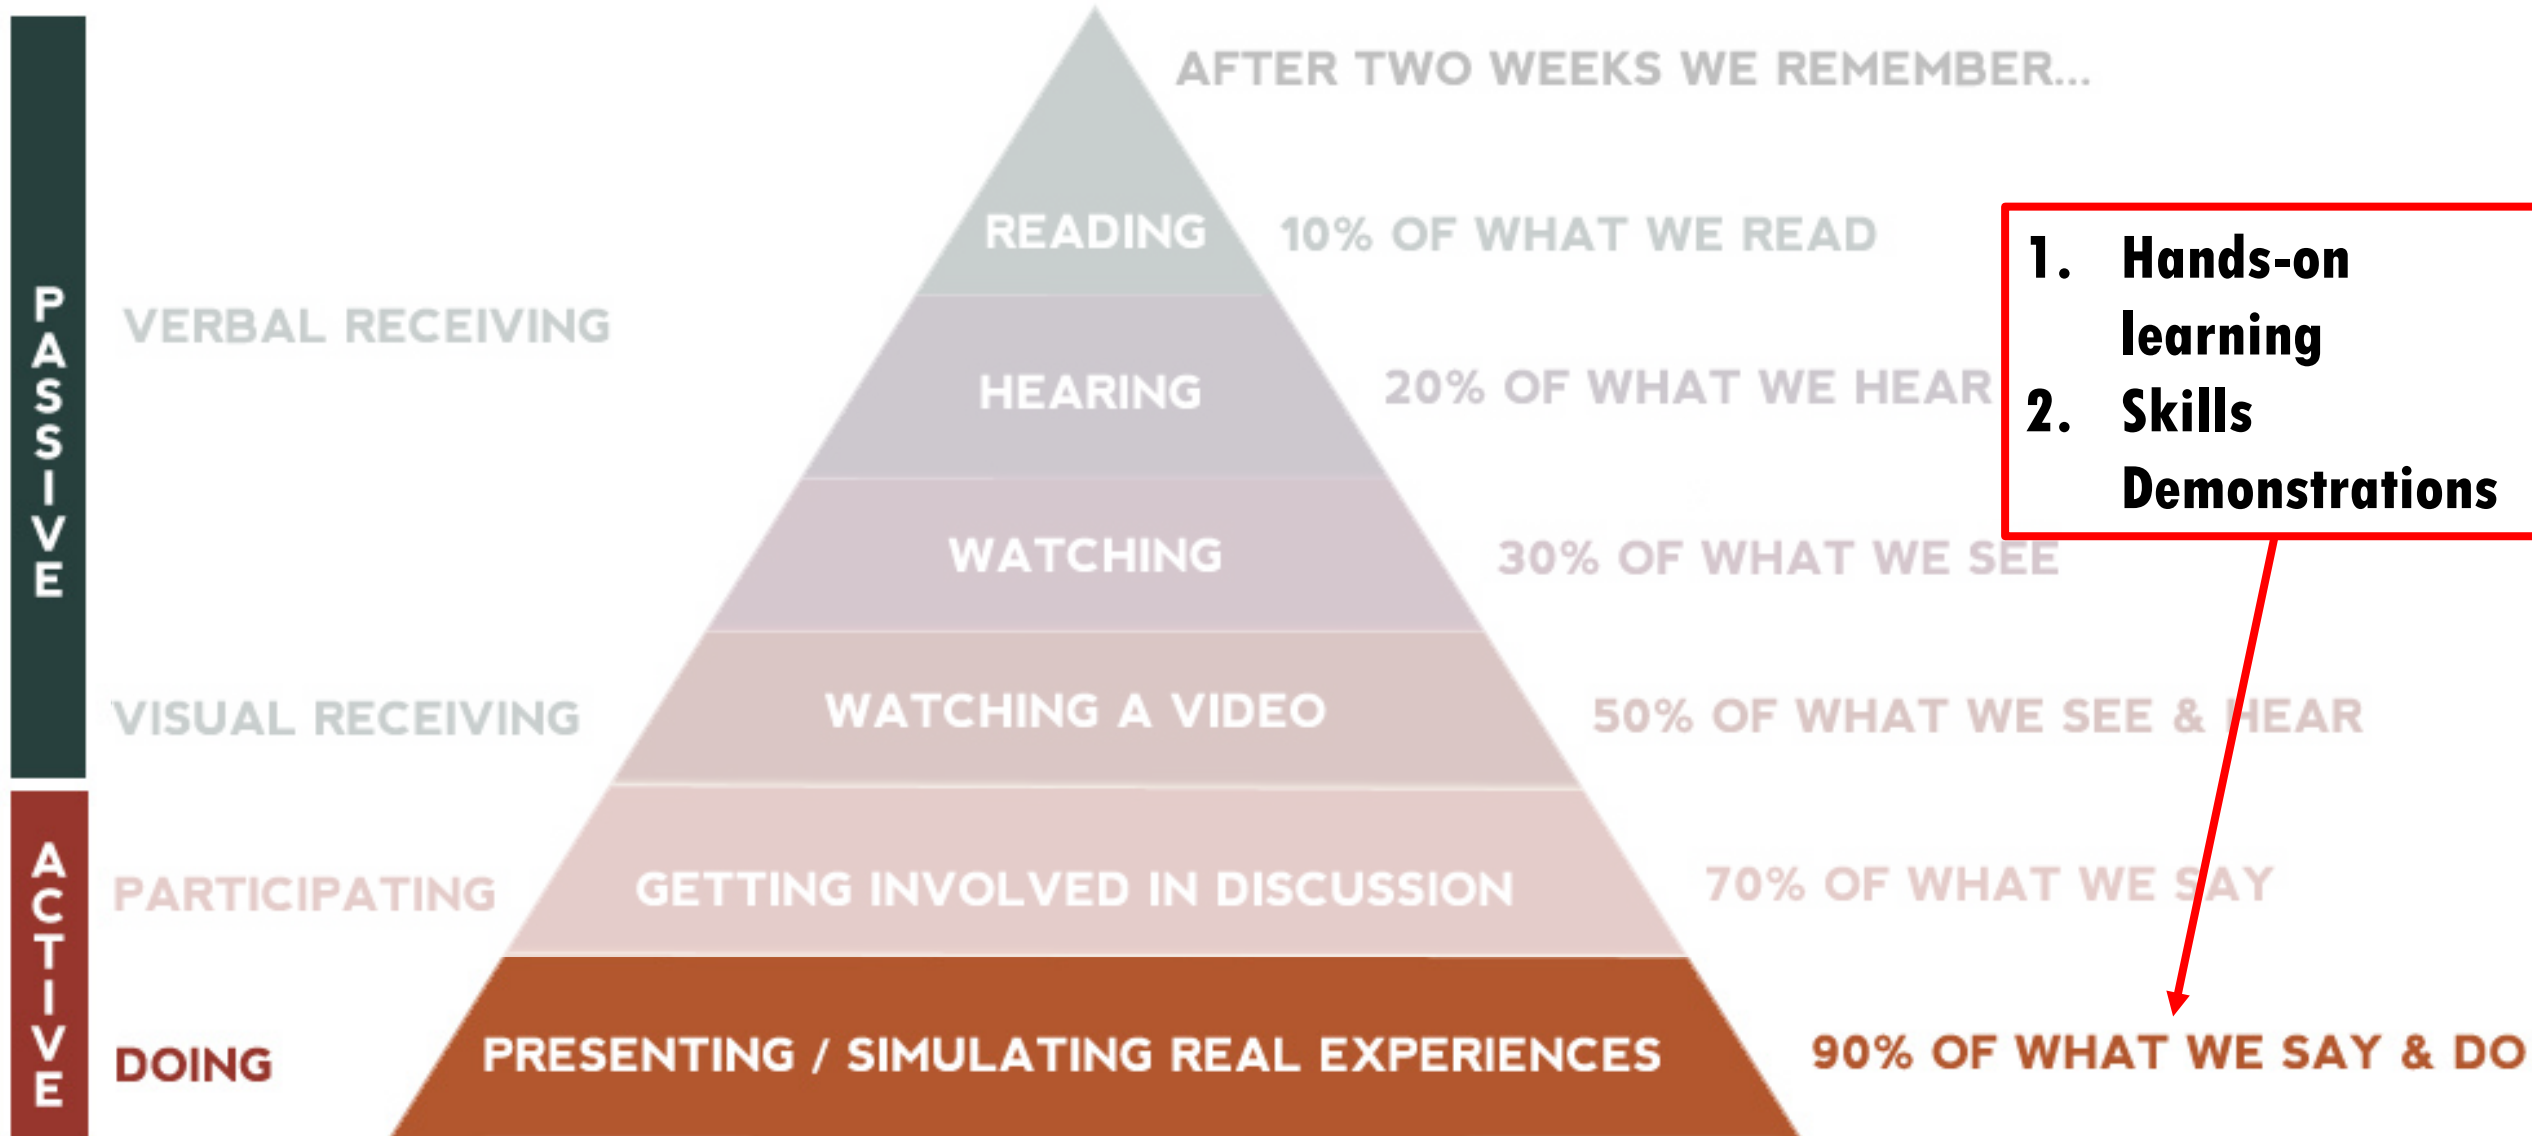 PASSIVE
ACTIVE
AFTER TWO WEEKS WE REMEMBER...
READING
10% OF WHAT WE READ
VERBAL RECEIVING
HEARING
20% OF WHAT WE HEAR
WATCHING
30% OF WHAT WE SEE
VISUAL RECEIVING
WATCHING A VIDEO
50% OF WHAT WE SEE & HEAR
PARTICIPATING
GETTING INVOLVED IN DISCUSSION
70% OF WHAT WE SAY
DOING
PRESENTING / SIMULATING REAL EXPERIENCES
90% OF WHAT WE SAY & DO
1. Hands-on
learning
2. Skills
Demonstrations